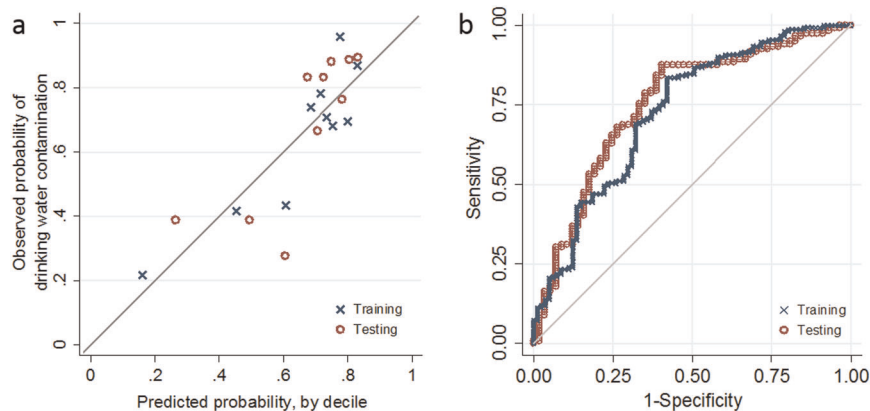 a
Observed probability of
drinking water contamination
1
.8
.6
.4
.2
0
0 .2 .4 .6 .8 1
Predicted probability, by decile
Training
Testing
b
Sensitivity
1.00
0.75
0.50
0.25
0.00
0.00 0.25 0.50 0.75 1.00
1-Specificity
Training
Testing